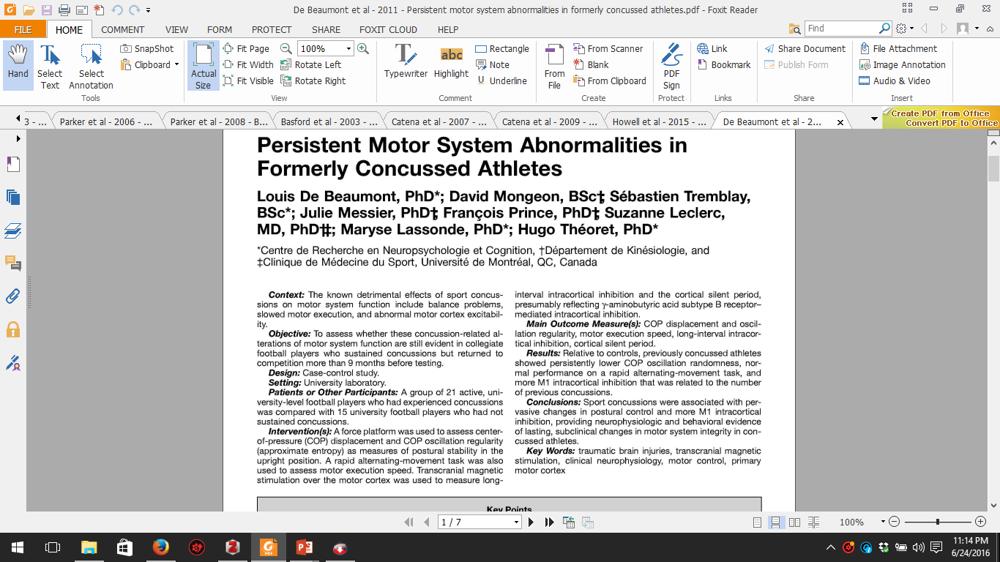 De Beaumont et al - 2011 - Persistent motor system abnormalities in formerly concussed athletes.pdf - Foxit Reader
FILE HOME COMMENT VIEW FORM PROTECT SHARE FOXIT CLOUD HELP Find
Hand
Select Text
Select Annotation
SnapShot
Clipboard
Tools
Actual Size
Fit Page
Fit Width
Fit Visible
100%
Rotate Left
Rotate Right
View
Typewriter
Highlight
Rectangle
Note
Underline
Comment
From File
From Scanner
Blank
From Clipboard
Create
PDF Sign
Protect
Link
Bookmark
Links
Share Document
Publish Form
Share
File Attachment
Image Annotation
Audio & Video
Insert
3 - ... Parker et al - 2006 - ... Parker et al - 2008 - B... Basford et al - 2003 - ... Catena et al - 2007 - ... Catena et al - 2009 - ... Howell et al - 2015 - ... De Beaumont et al - 2...
Create PDF from Office
Convert PDF to Office
Persistent Motor System Abnormalities in
Formerly Concussed Athletes
Louis De Beaumont, PhD*; David Mongeon, BSc‡; Sébastien Tremblay,
BSc*; Julie Messier, PhD‡; François Prince, PhD‡; Suzanne Leclerc,
MD, PhD‡‡; Maryse Lassonde, PhD*; Hugo Théoret, PhD*
*Centre de Recherche en Neuropsychologie et Cognition, †Département de Kinésiologie, and
‡Clinique de Médecine du Sport, Université de Montréal, QC, Canada
Context: The known detrimental effects of sport concus-
sions on motor system function include balance problems,
slowed motor execution, and abnormal motor cortex excitabil-
ity.
Objective: To assess whether these concussion-related al-
terations of motor system function are still evident in collegiate
football players who sustained concussions but returned to
competition more than 9 months before testing.
Design: Case-control study.
Setting: University laboratory.
Patients or Other Participants: A group of 21 active, uni-
versity-level football players who had experienced concussions
was compared with 15 university football players who had not
sustained concussions.
Intervention(s): A force platform was used to assess center-
of-pressure (COP) displacement and COP oscillation regularity
(approximate entropy) as measures of postural stability in the
upright position. A rapid alternating-movement task was also
used to assess motor execution speed. Transcranial magnetic
stimulation over the motor cortex was used to measure long-
interval intracortical inhibition and the cortical silent period,
presumably reflecting γ-aminobutyric acid subtype B receptor–
mediated intracortical inhibition.
Main Outcome Measure(s): COP displacement and oscil-
lation regularity, motor execution speed, long-interval intracor-
tical inhibition, cortical silent period.
Results: Relative to controls, previously concussed athletes
showed persistently lower COP oscillation randomness, nor-
mal performance on a rapid alternating-movement task, and
more M1 intracortical inhibition that was related to the number
of previous concussions.
Conclusions: Sport concussions were associated with per-
vasive changes in postural control and more M1 intracortical
inhibition, providing neurophysiologic and behavioral evidence
of lasting, subclinical changes in motor system integrity in con-
cussed athletes.
Key Words: traumatic brain injuries, transcranial magnetic
stimulation, clinical neurophysiology, motor control, primary
motor cortex
Key Points
1 / 7
100%
11:14 PM
6/24/2016